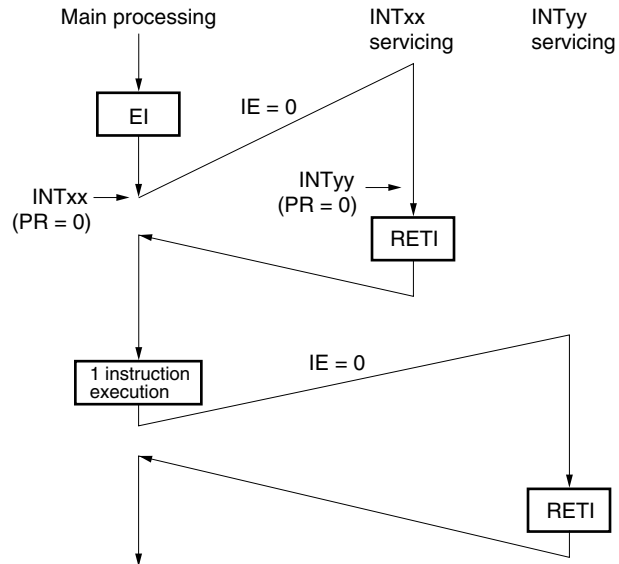 Main processing
INTxx
servicing
INTyy
servicing
EI
IE = 0
INTxx
(PR = 0)
INTyy
(PR = 0)
RETI
1 instruction
execution
IE = 0
RETI